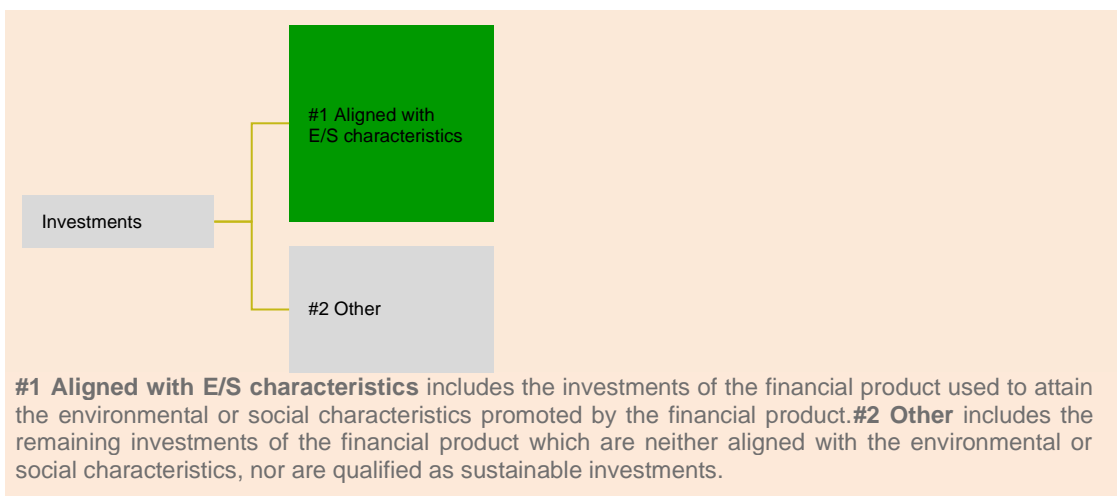 #1 Aligned with
E/S characteristics
Investments
#2 Other
#1 Aligned with E/S characteristics includes the investments of the financial product used to attain
the environmental or social characteristics promoted by the financial product.#2 Other includes the
remaining investments of the financial product which are neither aligned with the environmental or
social characteristics, nor are qualified as sustainable investments.